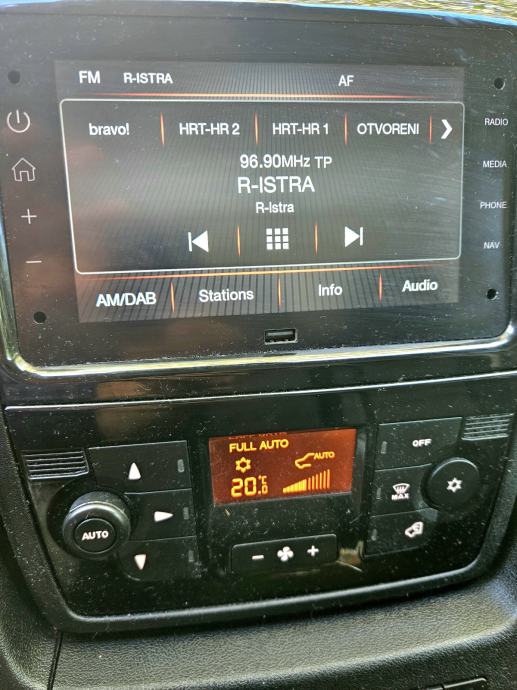 FM R-ISTRA AF
bravo! HRT-HR 2 HRT-HR 1 OTVORENI
96.90MHz TP
R-ISTRA
R-Istra
AM/DAB Stations Info Audio
RADIO
MEDIA
PHONE
NAV
FULL AUTO
AUTO
20.0 °C
OFF
MAX
AUTO